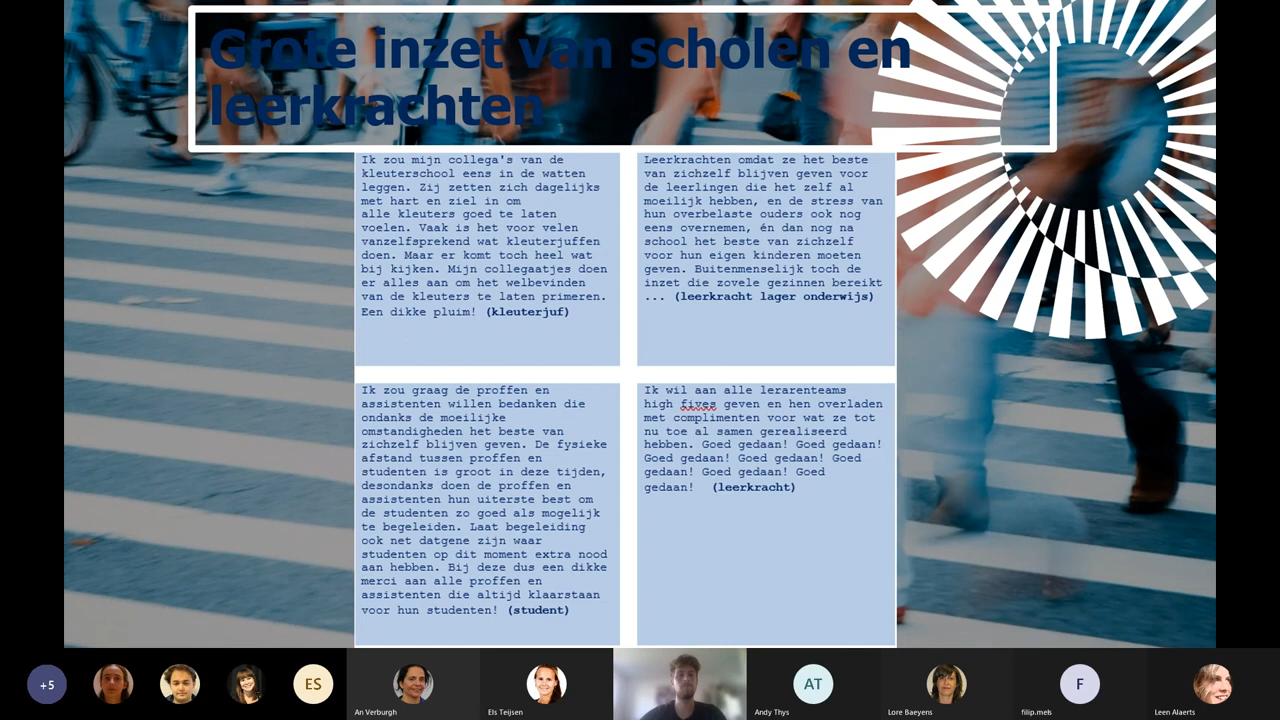 Grote inzet van scholen en
leerkrachten
Ik zou mijn collega's van de
kleuterschool eens in de watten
leggen. Zij zetten zich dagelijks
met hart en ziel in om
alle kleuters goed te laten
voelen. Vaak is het voor velen
vanzelfsprekend wat kleuterjuffen
doen. Maar er komt toch heel wat
bij kijken. Mijn collegaatjes doen
er alles aan om het welbevinden
van de kleuters te laten primeren.
Een dikke pluim! (kleuterjuf)
Leerkrachten omdat ze het beste
van zichzelf blijven geven voor
de leerlingen die het zelf al
moeilijk hebben, en de stress van
hun overbelaste ouders ook nog
eens overnemen, én dan nog na
school het beste van zichzelf
voor hun eigen kinderen moeten
geven. Buitenmenselijk toch de
inzet die zovele gezinnen bereikt
... (leerkracht lager onderwijs)
Ik zou graag de proffen en
assistenten willen bedanken die
ondanks de moeilijke
omstandigheden het beste van
zichzelf blijven geven. De fysieke
afstand tussen proffen en
studenten is groot in deze tijden,
desondanks doen de proffen en
assistenten hun uiterste best om
de studenten zo goed als mogelijk
te begeleiden. Laat begeleiding
ook net datgene zijn waar
studenten op dit moment extra nood
aan hebben. Bij deze dus een dikke
merci aan alle proffen en
assistenten die altijd klaarstaan
voor hun studenten! (student)
Ik wil aan alle lerarenteams
high fives geven en hen overladen
met complimenten voor wat ze tot
nu toe al samen gerealiseerd
hebben. Goed gedaan! Goed gedaan!
Goed gedaan! Goed gedaan! Goed
gedaan! Goed gedaan! Goed
gedaan! (leerkracht)
+5
ES
An Verburgh
Els Teijsen
AT
Andy Thys
Lore Baeyens
F
filip.mels
Leen Alaerts